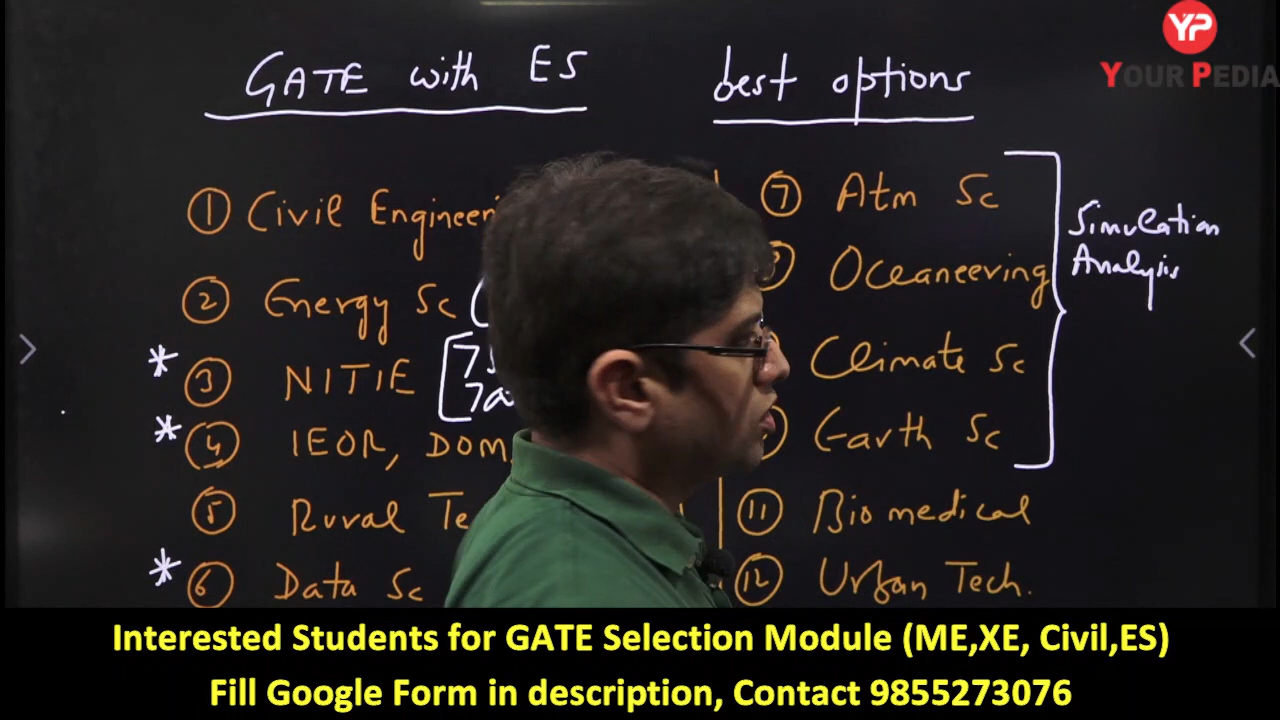 YP
YOUR PEDIA
GATE with ES best options
① Civil Engineeri
② Energy Sc (
* ③ NITIE [7
* ④ IEOR, DOM,
⑤ Rural Te
* ⑥ Data Sc
⑦ Atm Sc
Oceaneering
Climate Sc
Earth Sc
⑪ Biomedical
⑫ Urban Tech.
Simulation
Analysis
Interested Students for GATE Selection Module (ME,XE, Civil,ES)
Fill Google Form in description, Contact 9855273076